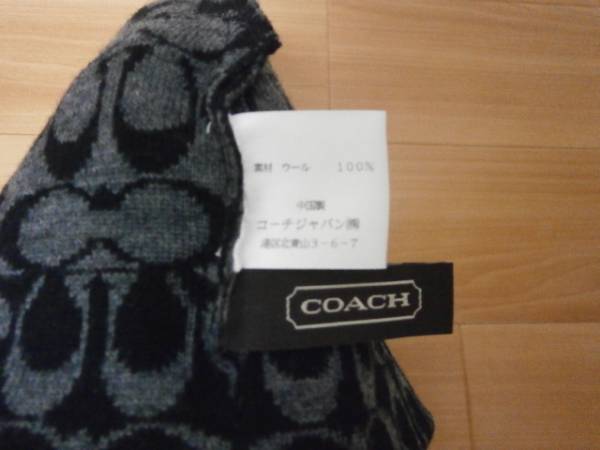 素材 ウール 100%
中国製
コーチジャパン㈱
港区北青山3-6-7
COACH